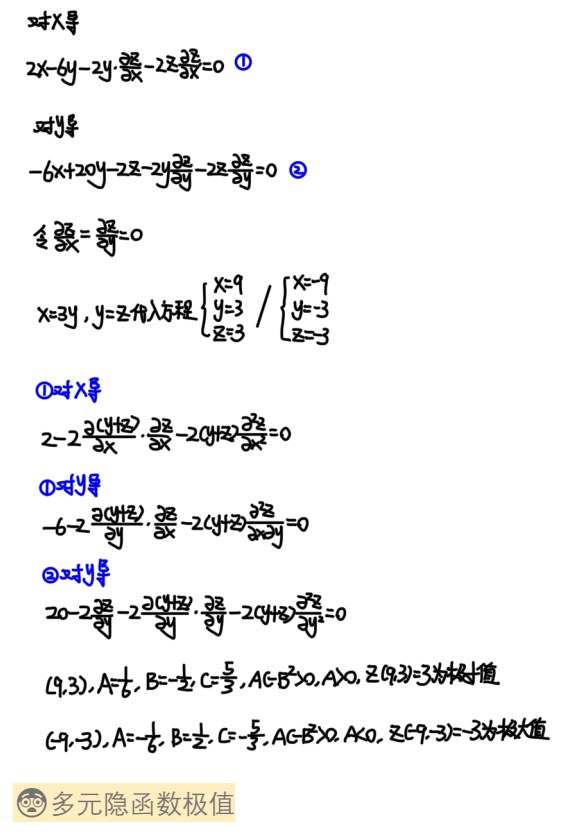 对X导
2x-6y-2y·∂z/∂x-2z∂z/∂x=0 ①
对y导
-6x+20y-2z-2y∂z/∂y-2z∂z/∂y=0 ②
令∂z/∂x=∂z/∂y=0
x=3y, y=z代入方程 { x=9 y=3 z=3 / { x=-9 y=-3 z=-3
①对X导
2-2∂(y+z)/∂x·∂z/∂x-2(y+z)∂²z/∂x²=0
①对y导
-6-2∂(y+z)/∂y·∂z/∂x-2(y+z)∂²z/∂x∂y=0
②对y导
20-2∂z/∂y-2∂(y+z)/∂y·∂z/∂y-2(y+z)∂²z/∂y²=0
(9,3), A=1/6, B=-1/2, C=5/3, AC-B²>0, A>0, z(9,3)=3为极小值
(-9,-3), A=-1/6, B=1/2, C=-5/3, AC-B²>0. A<0, z(-9,-3)=-3为极大值
多元隐函数极值